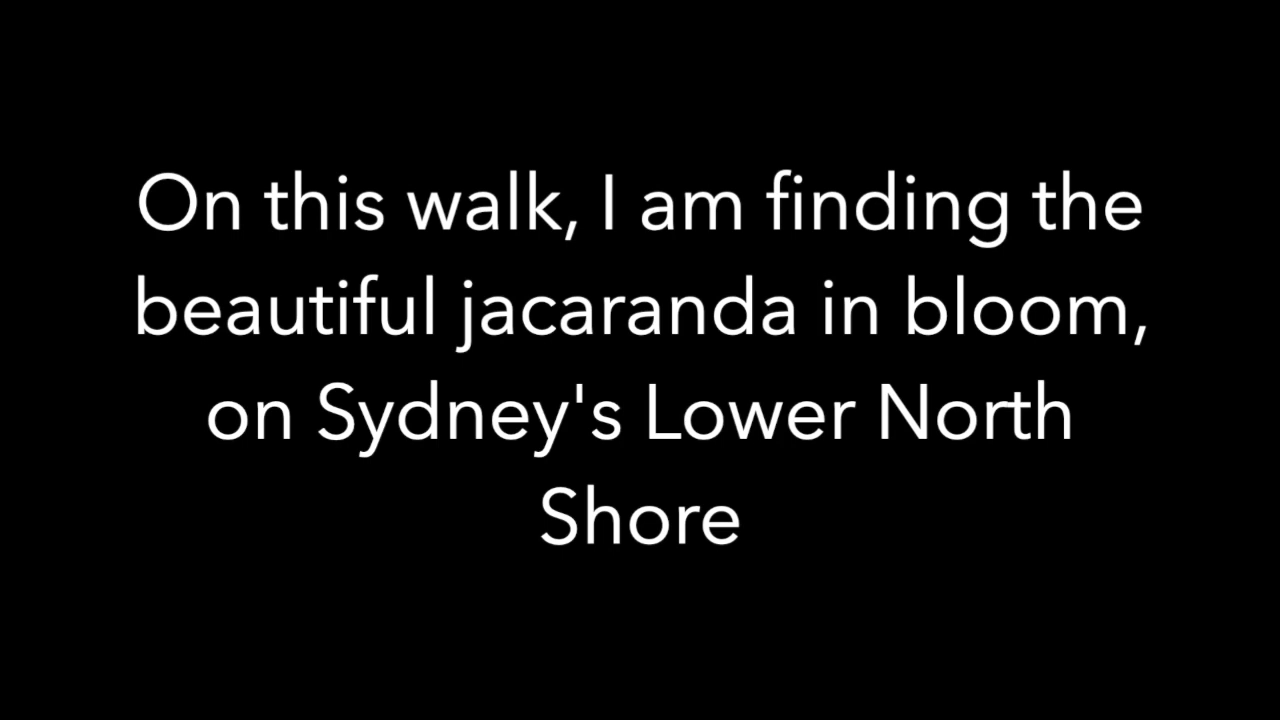 On this walk, I am finding the
beautiful jacaranda in bloom,
on Sydney's Lower North
Shore